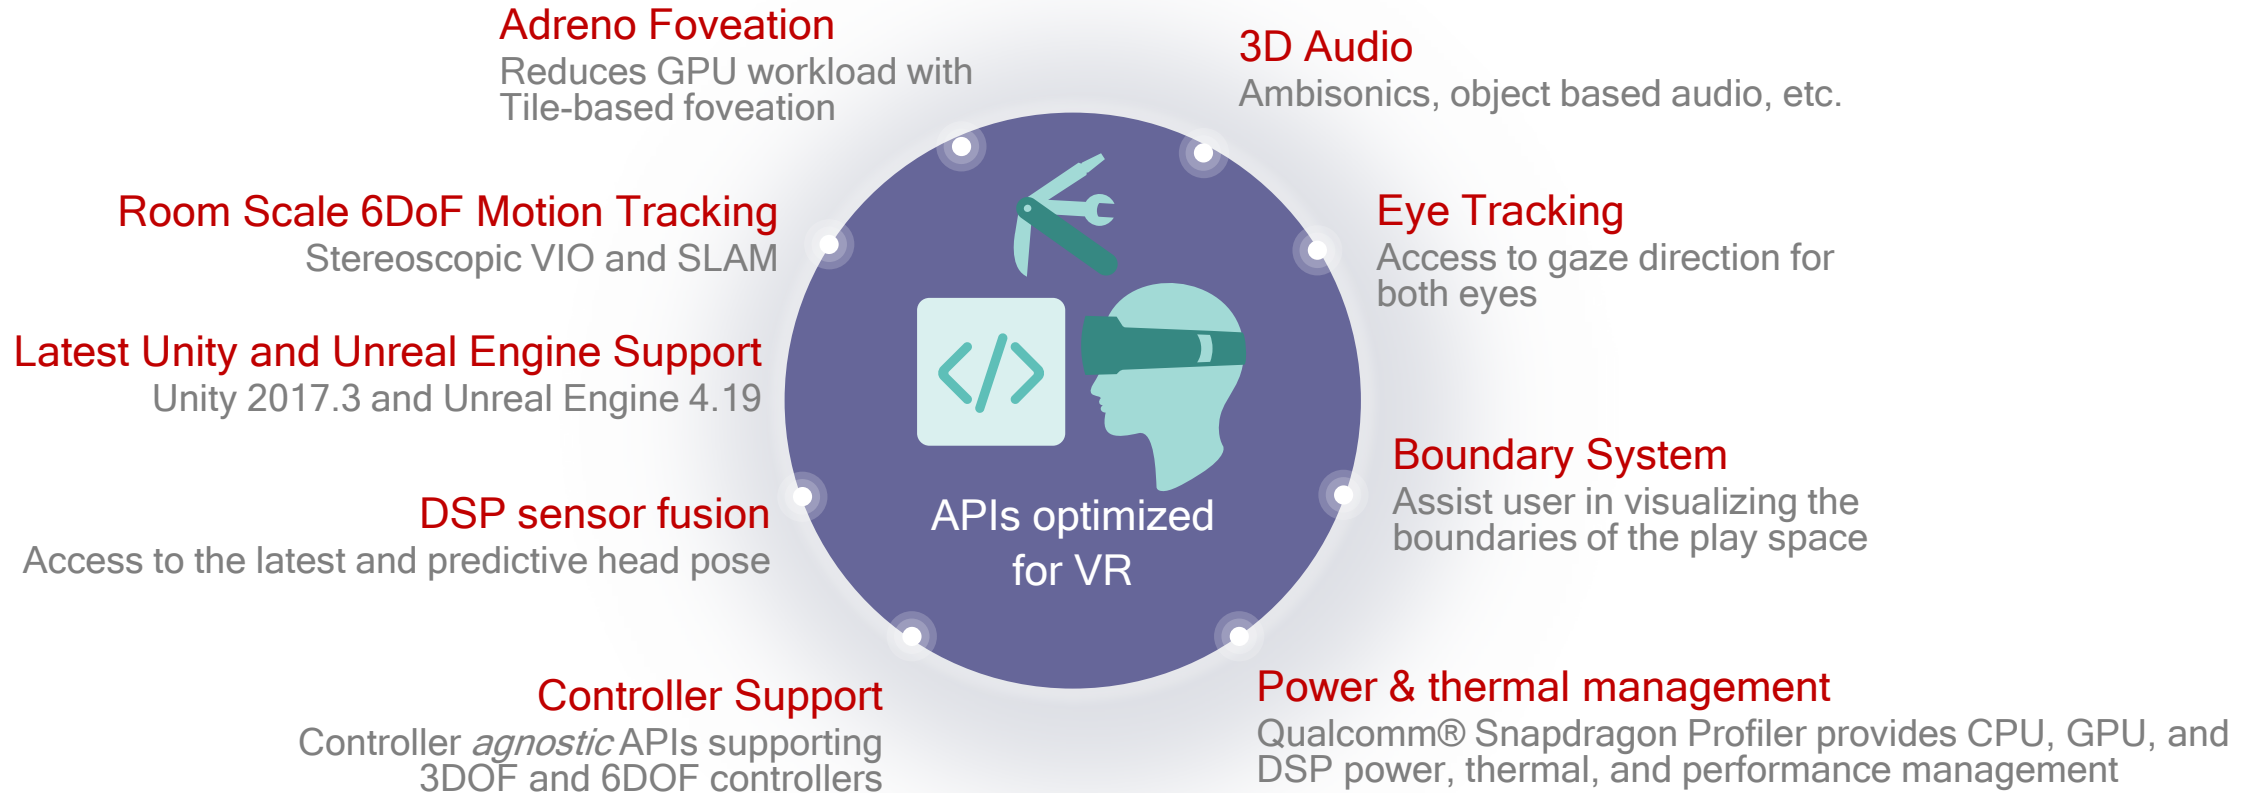 Adreno Foveation
Reduces GPU workload with
Tile-based foveation
3D Audio
Ambisonics, object based audio, etc.
Room Scale 6DoF Motion Tracking
Stereoscopic VIO and SLAM
Eye Tracking
Access to gaze direction for
both eyes
Latest Unity and Unreal Engine Support
Unity 2017.3 and Unreal Engine 4.19
</>
Boundary System
Assist user in visualizing the
boundaries of the play space
DSP sensor fusion
Access to the latest and predictive head pose
APIs optimized
for VR
Controller Support
Controller agnostic APIs supporting
3DOF and 6DOF controllers
Power & thermal management
Qualcomm® Snapdragon Profiler provides CPU, GPU, and
DSP power, thermal, and performance management